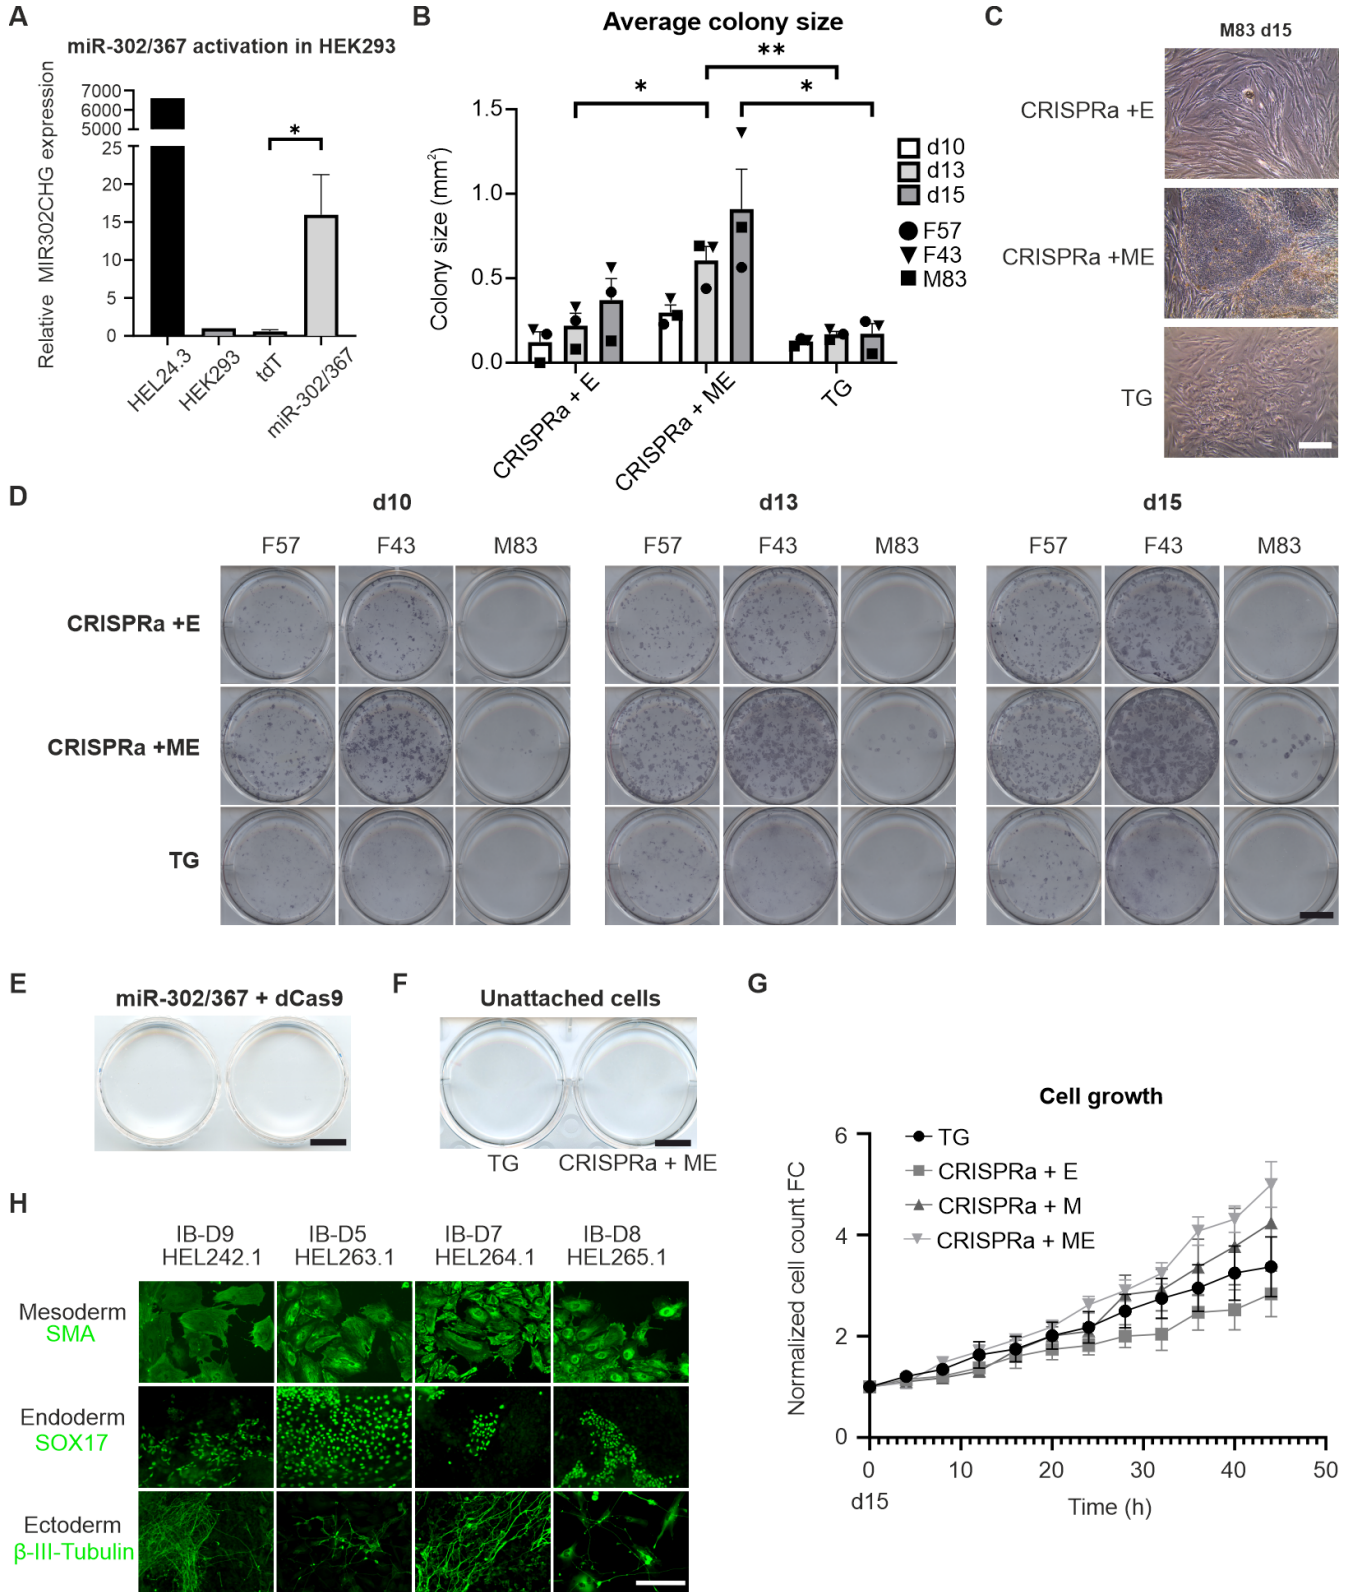 A
miR-302/367 activation in HEK293
Relative MIR302CHG expression
7000
6000
5000
25
20
15
10
5
0
*
HEL24.3
HEK293
tdT
miR-302/367
B
Average colony size
Colony size (mm²)
1.5
1.0
0.5
0.0
*
**
*
d10
d13
d15
F57
F43
M83
CRISPRa + E
CRISPRa + ME
TG
C
M83 d15
CRISPRa +E
CRISPRa +ME
TG
D
d10
d13
d15
F57 F43 M83 F57 F43 M83 F57 F43 M83
CRISPRa +E
CRISPRa +ME
TG
E
miR-302/367 + dCas9
F
Unattached cells
TG CRISPRa + ME
G
Cell growth
Normalized cell count FC
6
4
2
0
TG
CRISPRa + E
CRISPRa + M
CRISPRa + ME
0 10 20 30 40 50
d15
Time (h)
H
IB-D9 IB-D5 IB-D7 IB-D8
HEL242.1 HEL263.1 HEL264.1 HEL265.1
Mesoderm
SMA
Endoderm
SOX17
Ectoderm
β-III-Tubulin